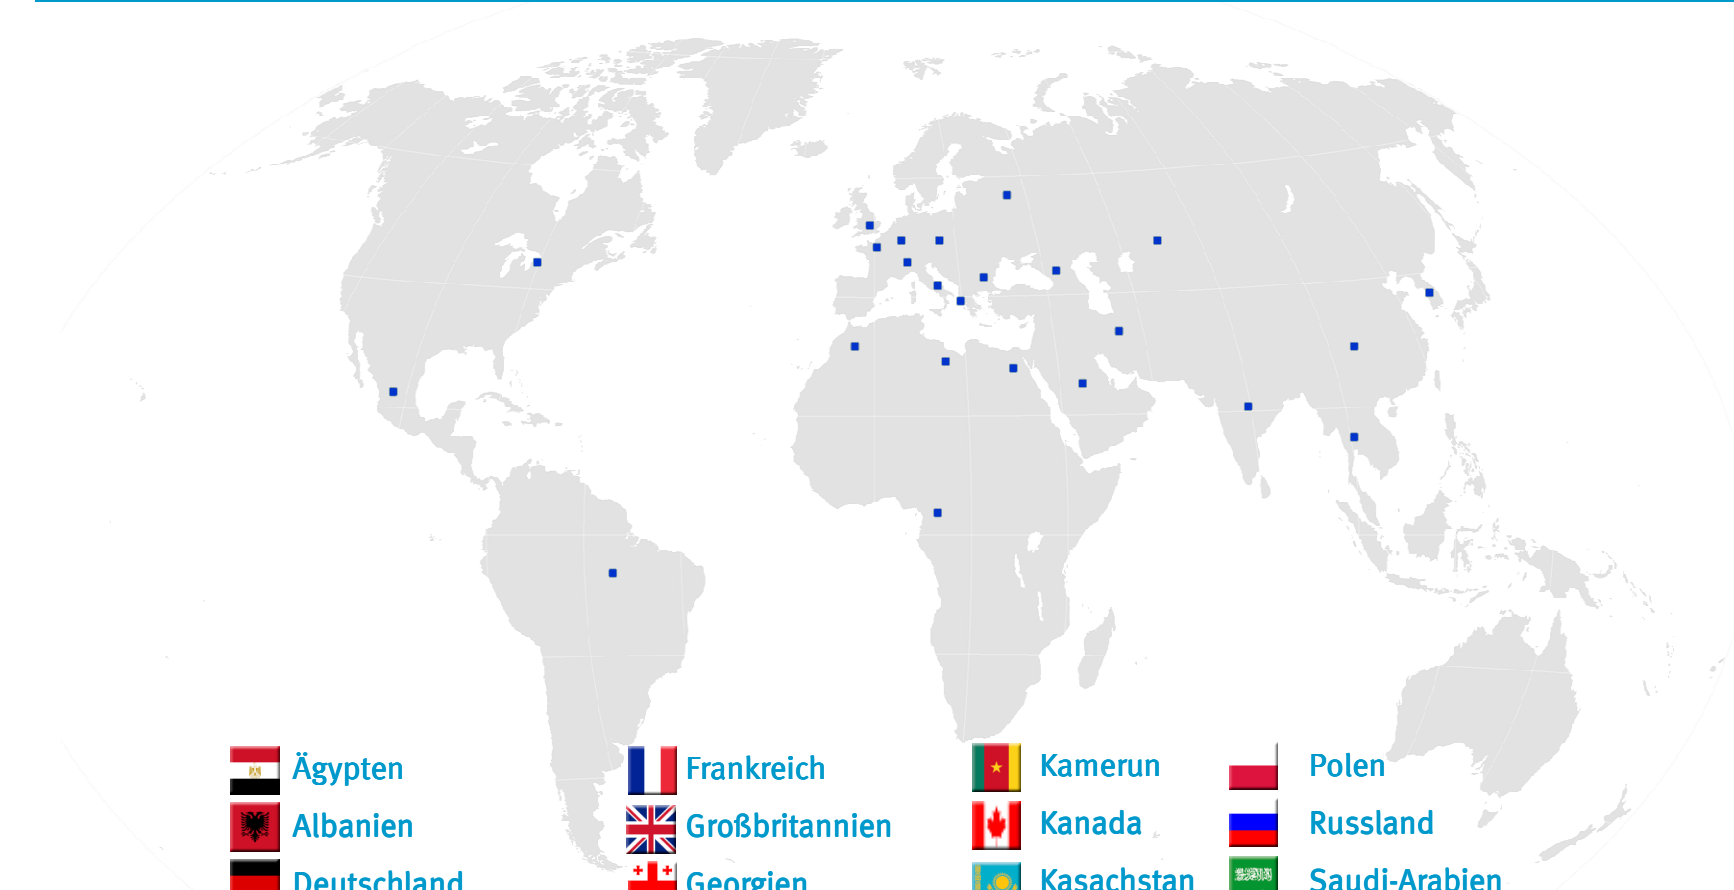 Ägypten
Frankreich
Kamerun
Polen
Albanien
Großbritannien
Kanada
Russland
Deutschland
Georgien
Kasachstan
Saudi-Arabien